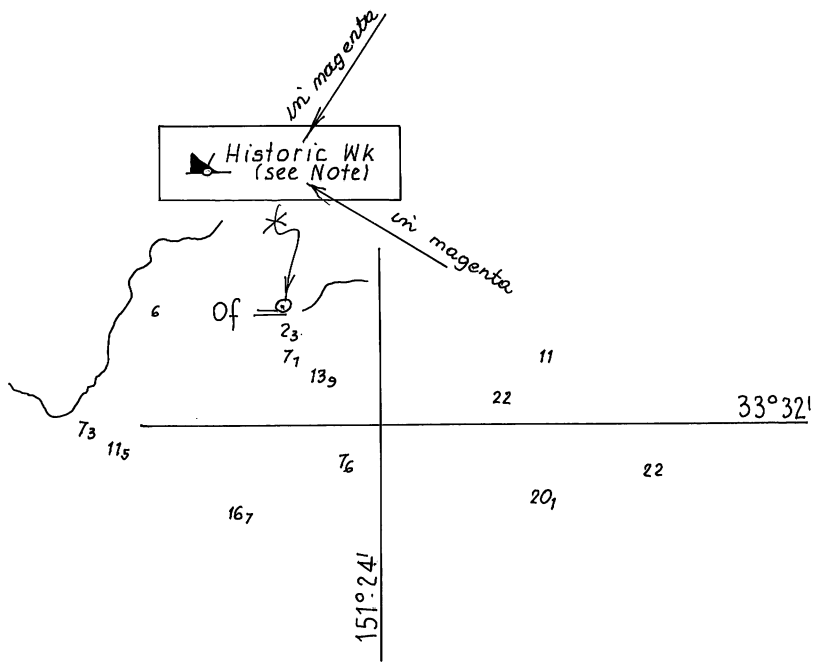 in magenta
Historic Wk
(see Note)
in magenta
6
Of
2₃
7₁
13₉
11
22
33°32'
7₃
11₅
7₆
22
20₁
16₇
151°24'